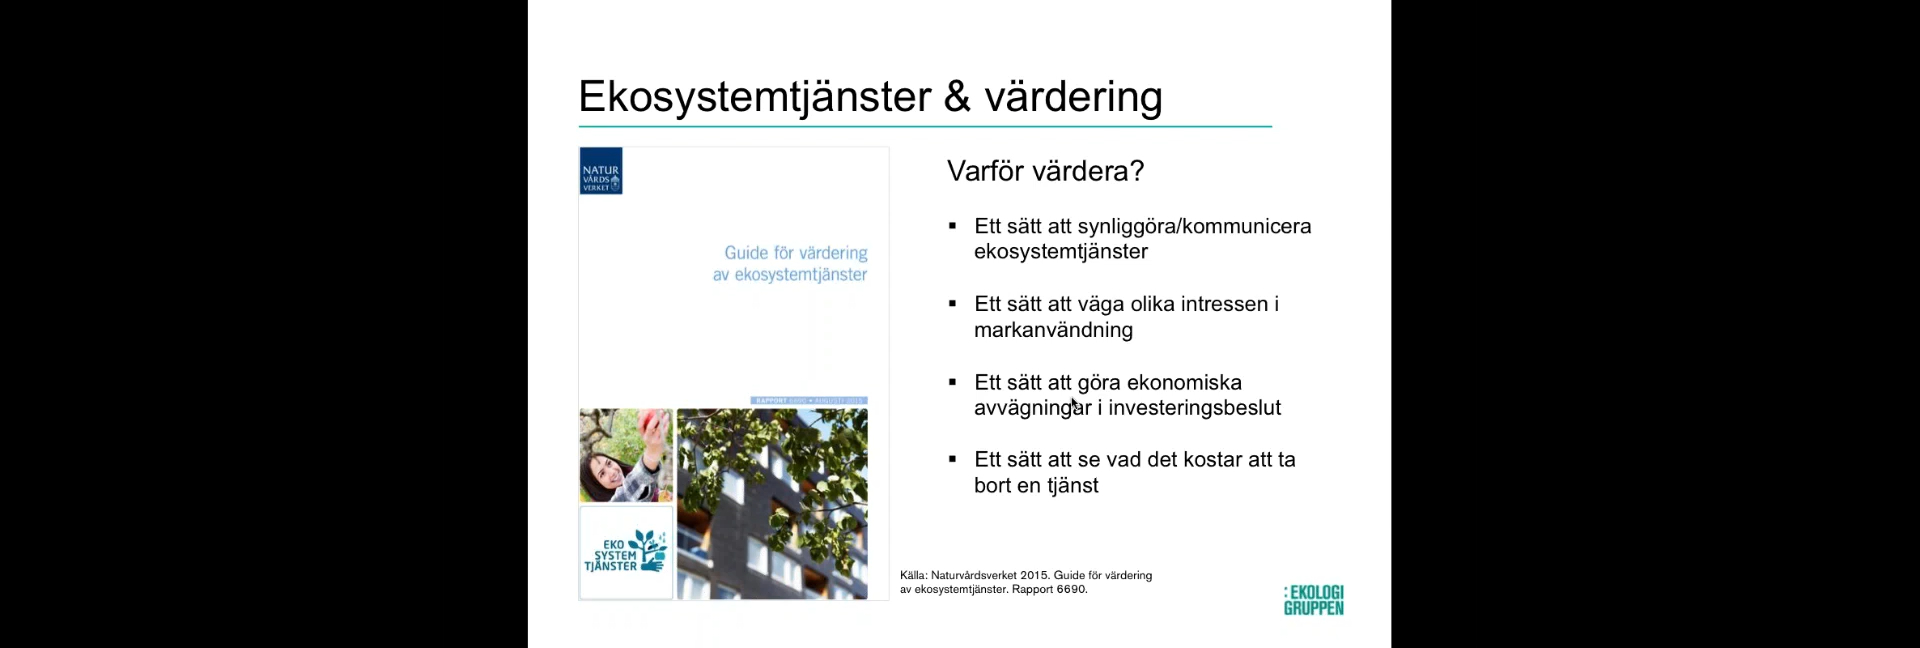 Ekosystemtjänster & värdering
NATUR
VÅRDS
VERKET
Guide för värdering
av ekosystemtjänster
RAPPORT 6690 • AUGUSTI 2015
EKO
SYSTEM
TJÄNSTER
Varför värdera?
▪ Ett sätt att synliggöra/kommunicera
ekosystemtjänster
▪ Ett sätt att väga olika intressen i
markanvändning
▪ Ett sätt att göra ekonomiska
avvägningar i investeringsbeslut
▪ Ett sätt att se vad det kostar att ta
bort en tjänst
Källa: Naturvårdsverket 2015. Guide för värdering
av ekosystemtjänster. Rapport 6690.
:EKOLOGI
GRUPPEN